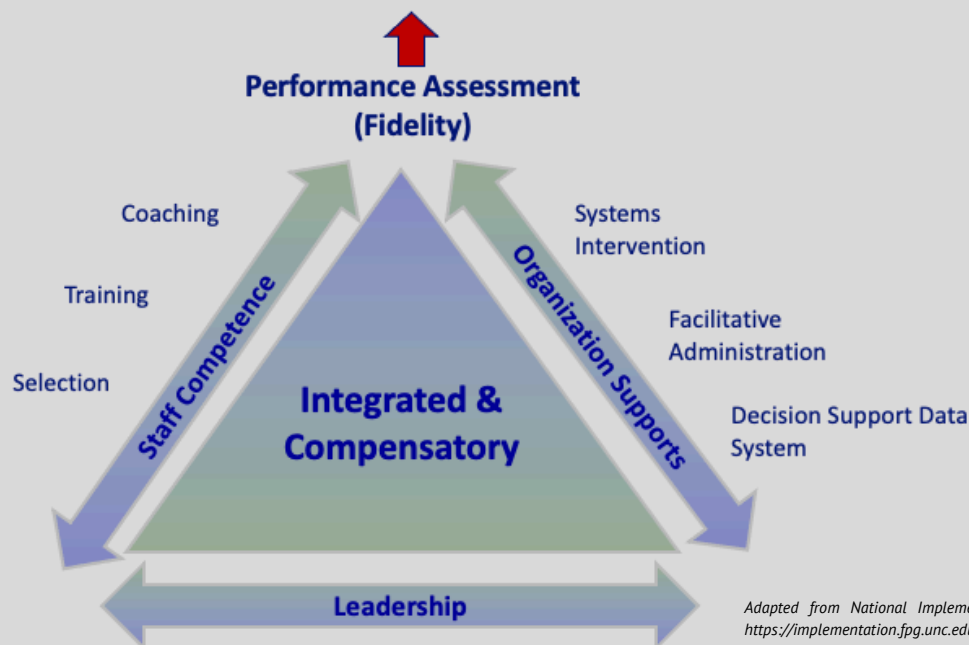 Performance Assessment
(Fidelity)
Coaching
Training
Selection
Staff Competence
Systems
Intervention
Facilitative
Administration
Decision Support Data
System
Organization Supports
Integrated &
Compensatory
Leadership
Adapted from National
https://implementation.fpg.unc.ed